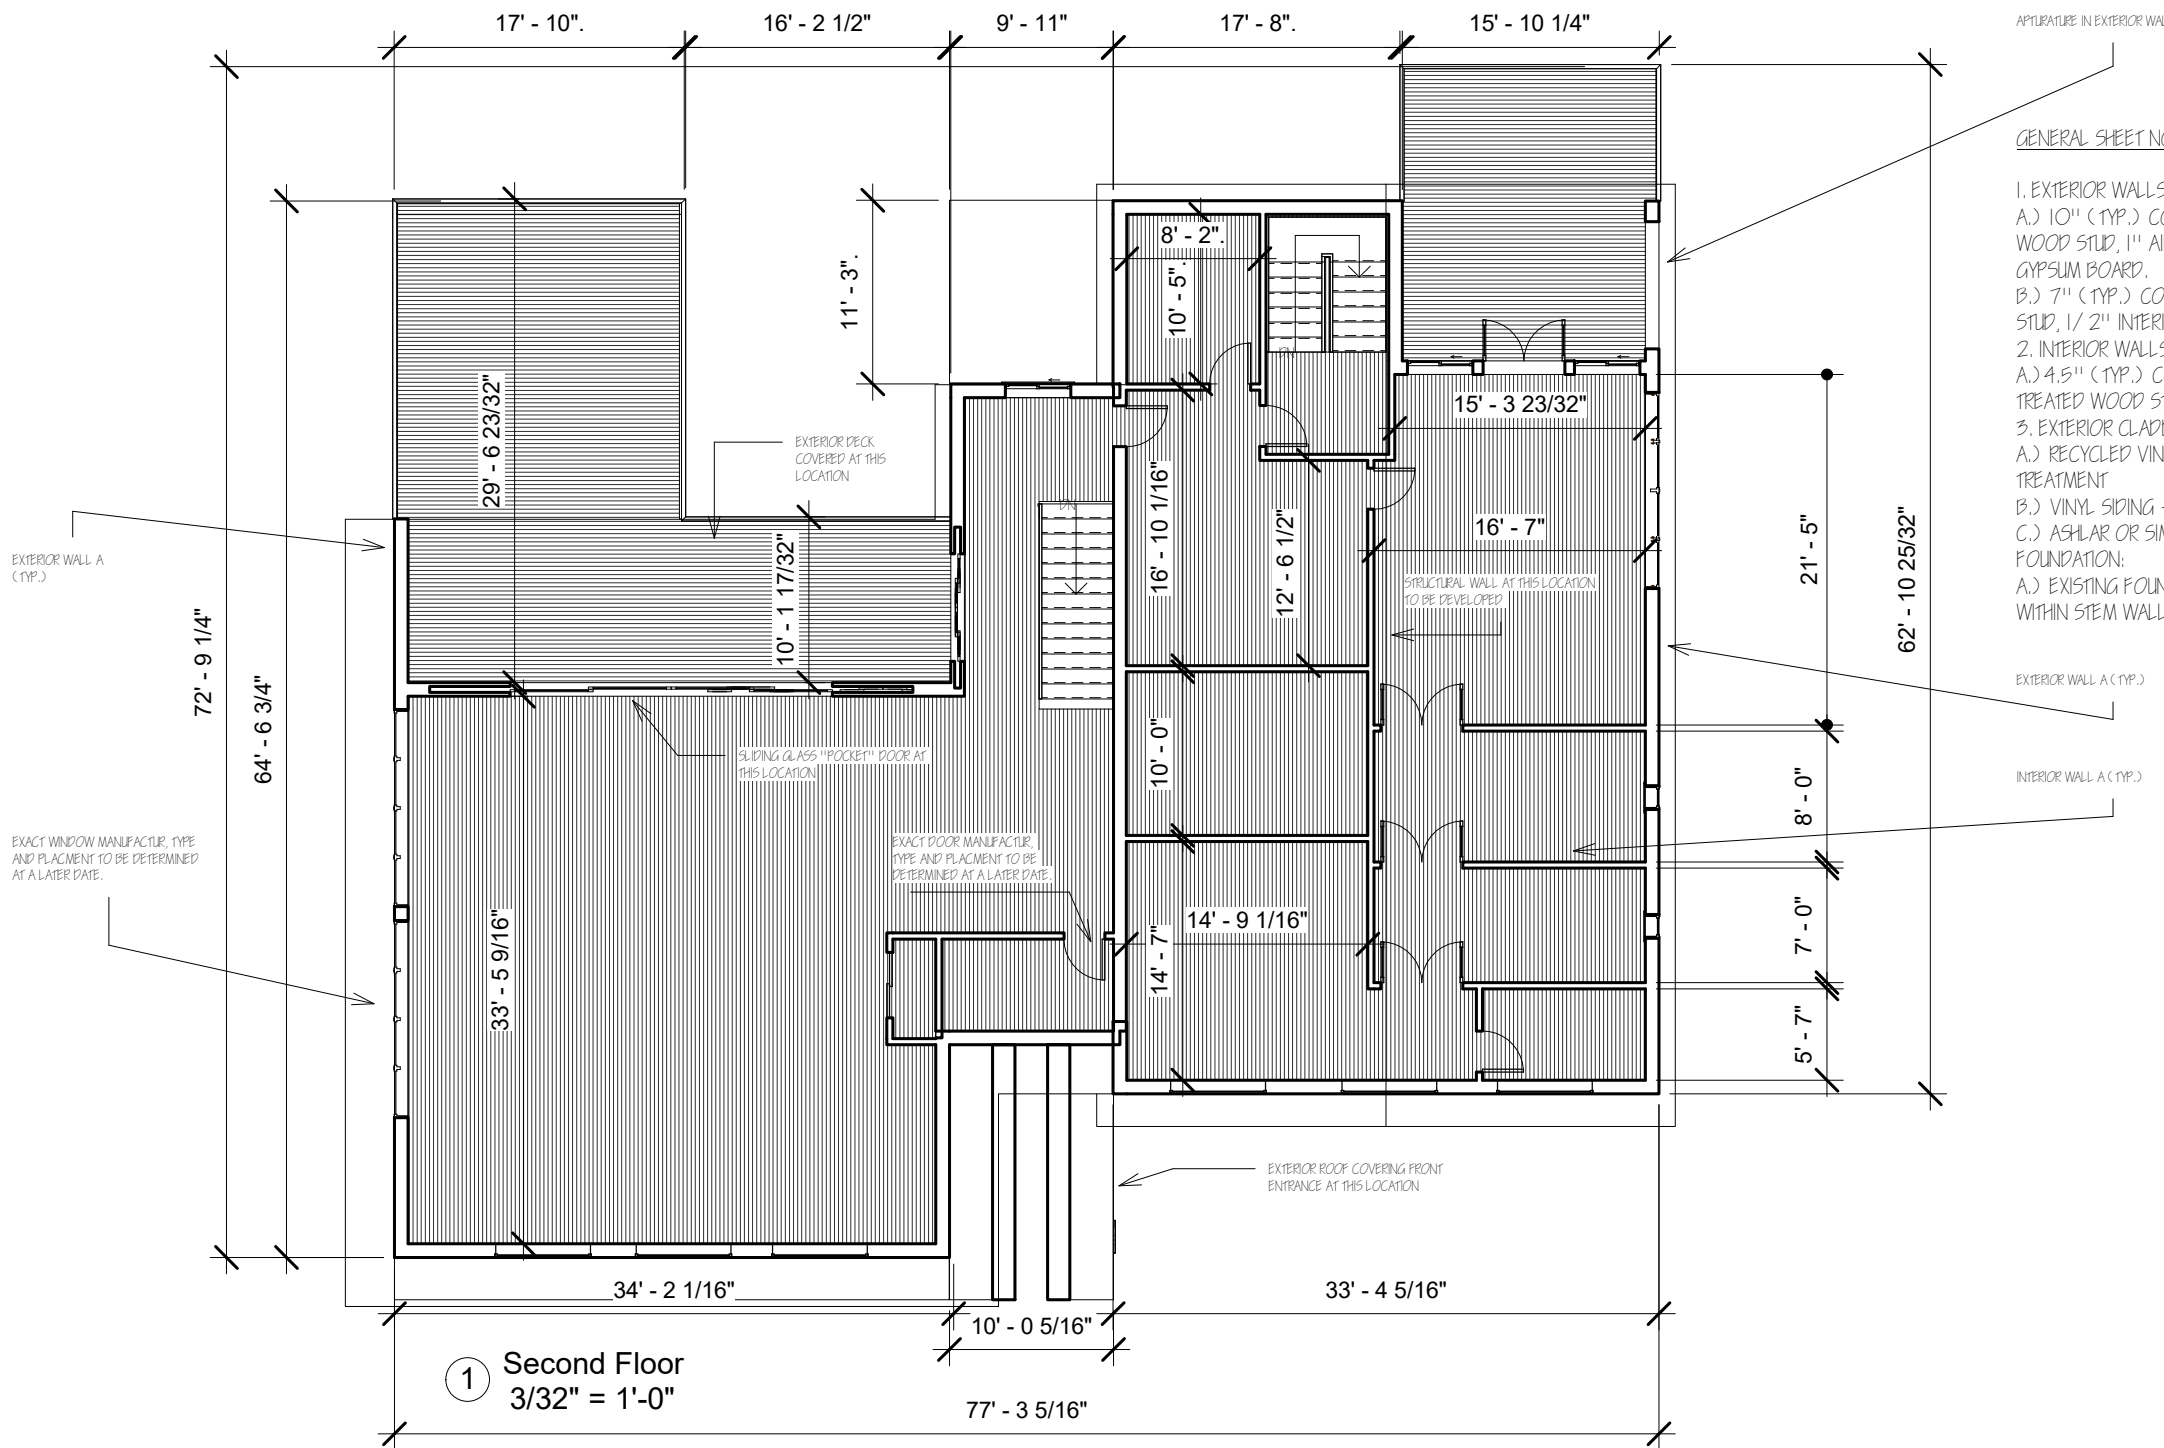 17' - 10".
16' - 2 1/2"
9' - 11"
17' - 8".
15' - 10 1/4"
APTURATURE IN EXTERIOR
GENERAL SHEET
1. EXTERIOR WALLS
A.) 10" (TYP.)
WOOD STUD, 1"
GYPSUM BOARD.
B.) 7" (TYP.)
STUD, 1/2"
2. INTERIOR WALLS
A.) 4.5" (TYP.)
TREATED WOOD
3. EXTERIOR
A.) RECYCLED
TREATMENT
B.) VINYL SIDING
C.) ASHLAR OR
FOUNDATION:
A.) EXISTING
WITHIN STEM WALL
8' - 2".
10' - 5".
11' - 3".
29' - 6 23/32"
EXTERIOR DECK
COVERED AT THIS
LOCATION
DN
DN
15' - 3 23/32"
16' - 10 1/16"
12' - 6 1/2"
16' - 7"
21' - 5"
62' - 10 25/32"
EXTERIOR WALL A
(TYP.)
10' - 1 17/32"
STRUCTURAL WALL AT THIS LOCATION
TO BE DEVELOPED
72' - 9 1/4"
64' - 6 3/4"
EXTERIOR WALL A (TYP.)
SLIDING GLASS "POCKET" DOOR AT
THIS LOCATION
10' - 0"
8' - 0"
INTERIOR WALL A (TYP.)
EXACT WINDOW MANUFACTUR, TYPE
AND PLACMENT TO BE DETERMINED
AT A LATER DATE.
EXACT DOOR MANUFACTUR,
TYPE AND PLACMENT TO BE
DETERMINED AT A LATER DATE.
33' - 5 9/16"
14' - 9 1/16"
14' - 7"
7' - 0"
5' - 7"
EXTERIOR ROOF COVERING FRONT
ENTRANCE AT THIS LOCATION
34' - 2 1/16"
33' - 4 5/16"
10' - 0 5/16"
1 Second Floor
3/32" = 1'-0"
77' - 3 5/16"